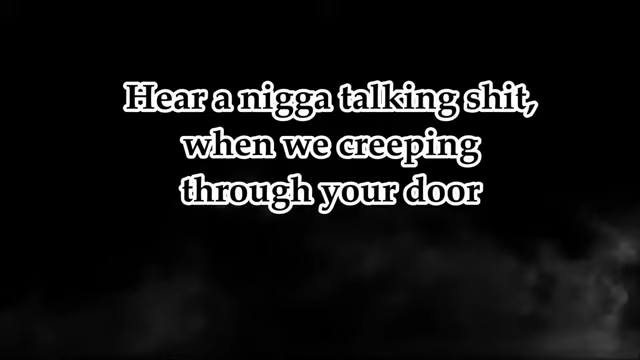 Hear a nigga talking shit,
when we creeping
through your door